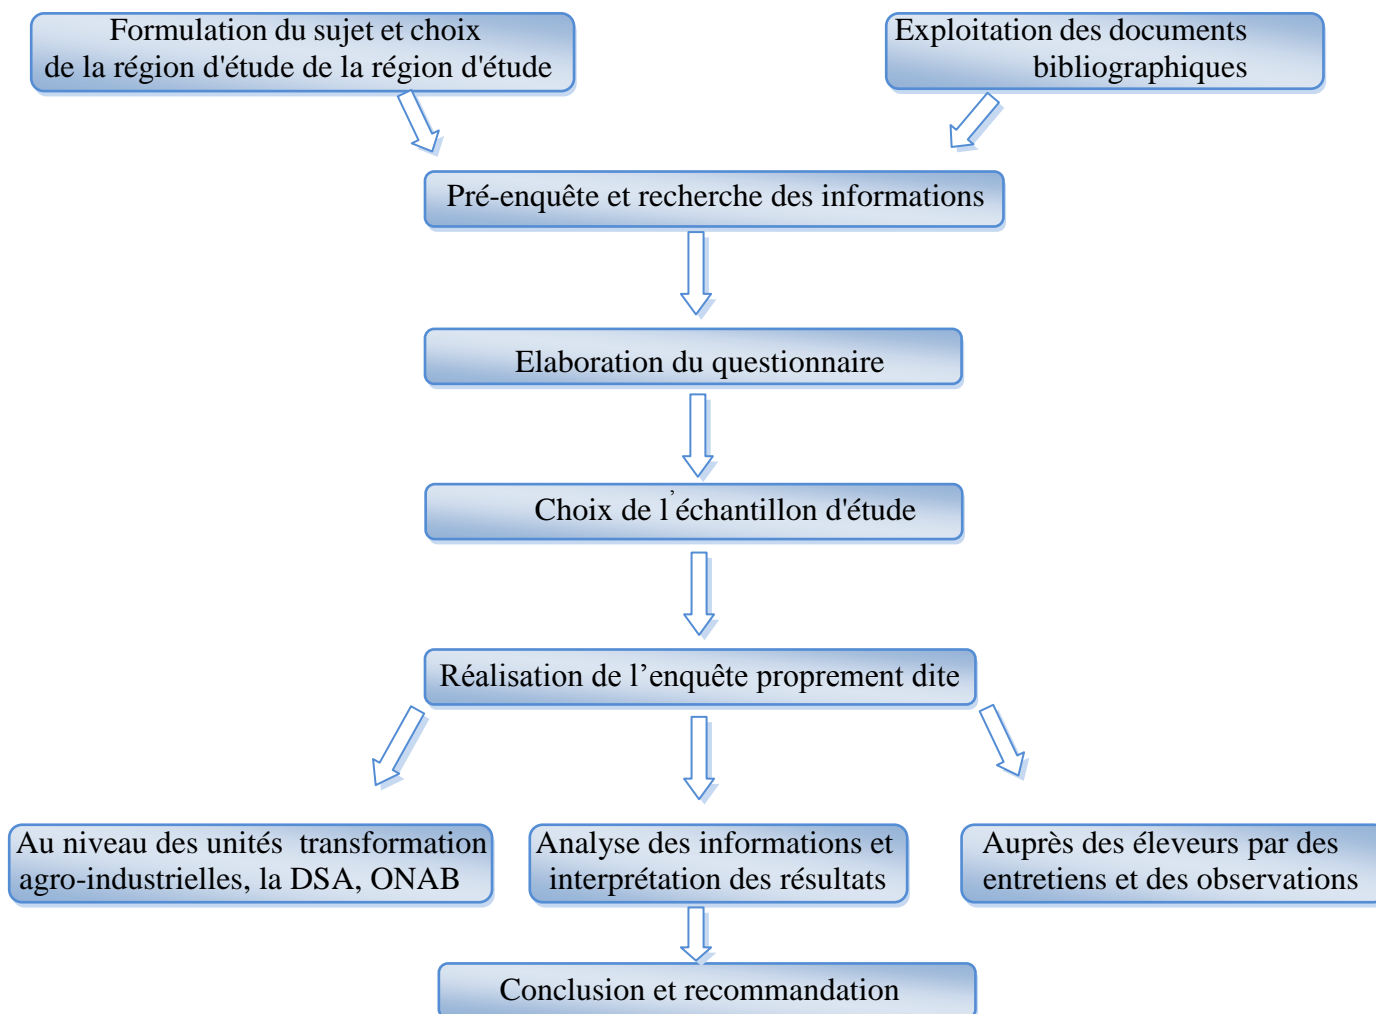 Formulation du sujet et choix
de la région d'étude de la région d'étude
Exploitation des documents
bibliographiques
Pré-enquête et recherche des informations
Elaboration du questionnaire
Choix de l'échantillon d'étude
Réalisation de l’enquête proprement dite
Au niveau des unités transformation
agro-industrielles, la DSA, ONAB
Analyse des informations et
interprétation des résultats
Auprès des éleveurs par des
entretiens et des observations
Conclusion et recommandation